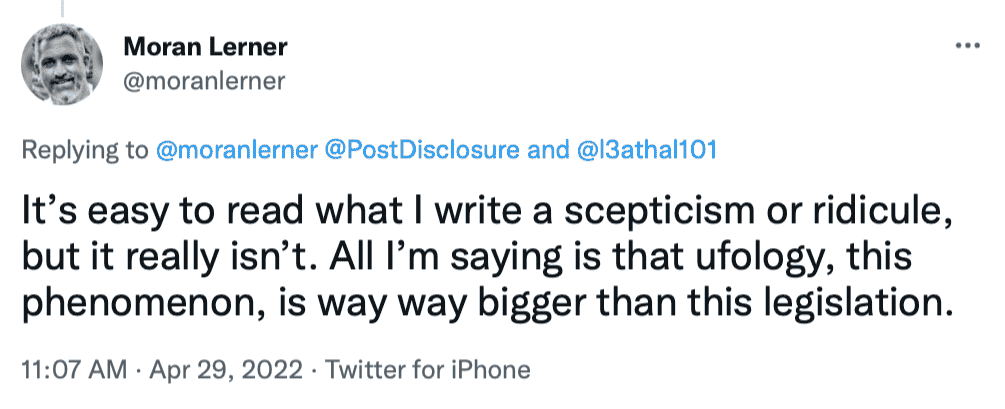 Moran Lerner
@moranlerner
Replying to @moranlerner @PostDisclosure and @l3athal101
It’s easy to read what I write a scepticism or ridicule,
but it really isn’t. All I’m saying is that ufology, this
phenomenon, is way way bigger than this legislation.
11:07 AM · Apr 29, 2022 · Twitter for iPhone